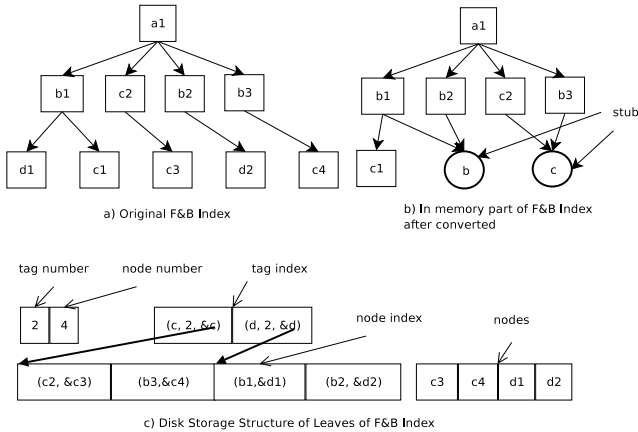 a1
b1 c2 b2 b3
d1 c1 c3 d2 c4
a) Original F&B Index
a1
b1 b2 c2 b3
stub
c1 b c
b) In memory part of F&B Index
after converted
tag number node number tag index
2 4 (c, 2, &c) (d, 2, &d)
node index nodes
(c2, &c3) (b3,&c4) (b1,&d1) (b2, &d2) c3 c4 d1 d2
c) Disk Storage Structure of Leaves of F&B Index